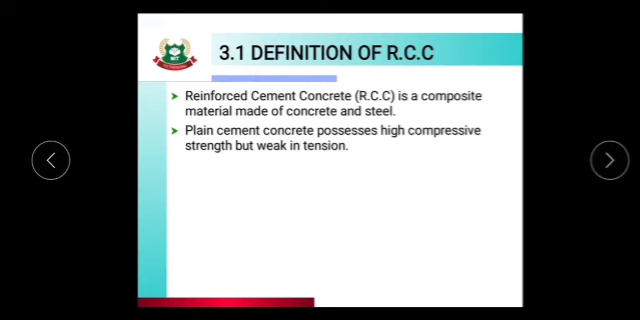 3.1 DEFINITION OF R.C.C
Reinforced Cement Concrete (R.C.C) is a composite
material made of concrete and steel.
Plain cement concrete possesses high compressive
strength but weak in tension.